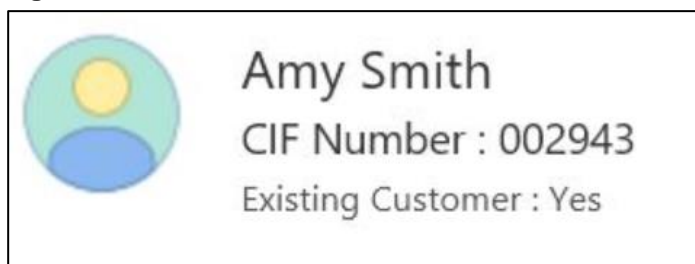 Amy Smith
CIF Number : 002943
Existing Customer : Yes